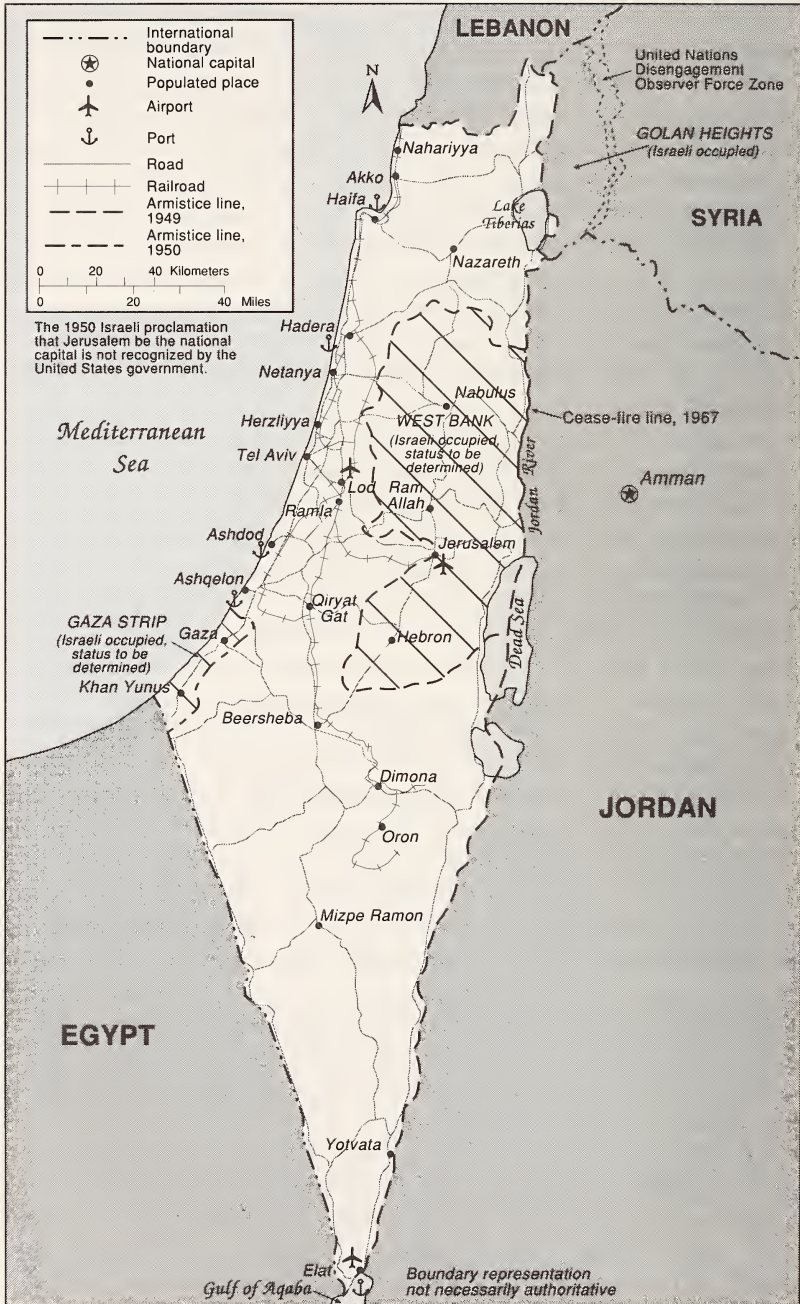 International
boundary
National capital
Populated place
Airport
Port
Road
Railroad
Armistice line,
1949
Armistice line,
1950
0 20 40 Kilometers
0 20 40 Miles
The 1950 Israeli proclamation
that Jerusalem be the national
capital is not recognized by the
United States government.
N
LEBANON
United Nations
Disengagement
Observer Force Zone
GOLAN HEIGHTS
(Israeli occupied)
SYRIA
Nahariyya
Akko
Haifa
Lake
Tiberias
Nazareth
Hadera
Netanya
Nabulus
Herzliyya
WEST BANK
(Israeli occupied,
status to be
determined)
Cease-fire line, 1967
Mediterranean
Sea
Tel Aviv
Lod
Ram
Allah
Ramla
Jordan River
Amman
Ashdod
Jerusalem
Ashqelon
Qiryat
Gat
GAZA STRIP
(Israeli occupied,
status to be
determined)
Gaza
Hebron
Dead Sea
Khan Yunus
Beersheba
Dimona
JORDAN
Oron
Mizpe Ramon
EGYPT
Yotvata
Elat
Gulf of Aqaba
Boundary representation
not necessarily authoritative